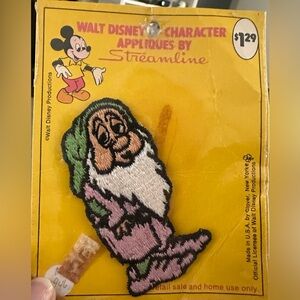 WALT DISNEY CHARACTER
APPLIQUES BY
Streamline
$1.29
©Walt Disney Productions
Made in U.S.A. by New York
Official Licensee of Walt Disney Productions
retail sale and home use only.